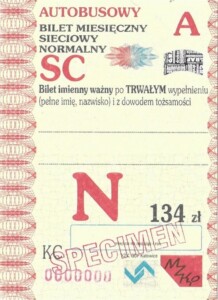 AUTOBUSOWY
BILET MIESIĘCZNY
SIECIOWY
NORMALNY
A
SC
Bilet imienny ważny po TRWAŁYM wypełnieniu
(pełne imię, nazwisko) i z dowodem tożsamości
N
134 zł
KC
SPECIMEN
0000000
MZKP